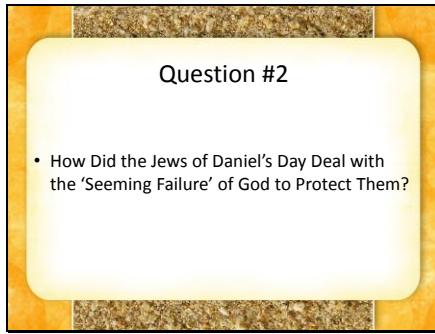 Question #2
• How Did the Jews of Daniel’s Day Deal with
the ‘Seeming Failure’ of God to Protect Them?